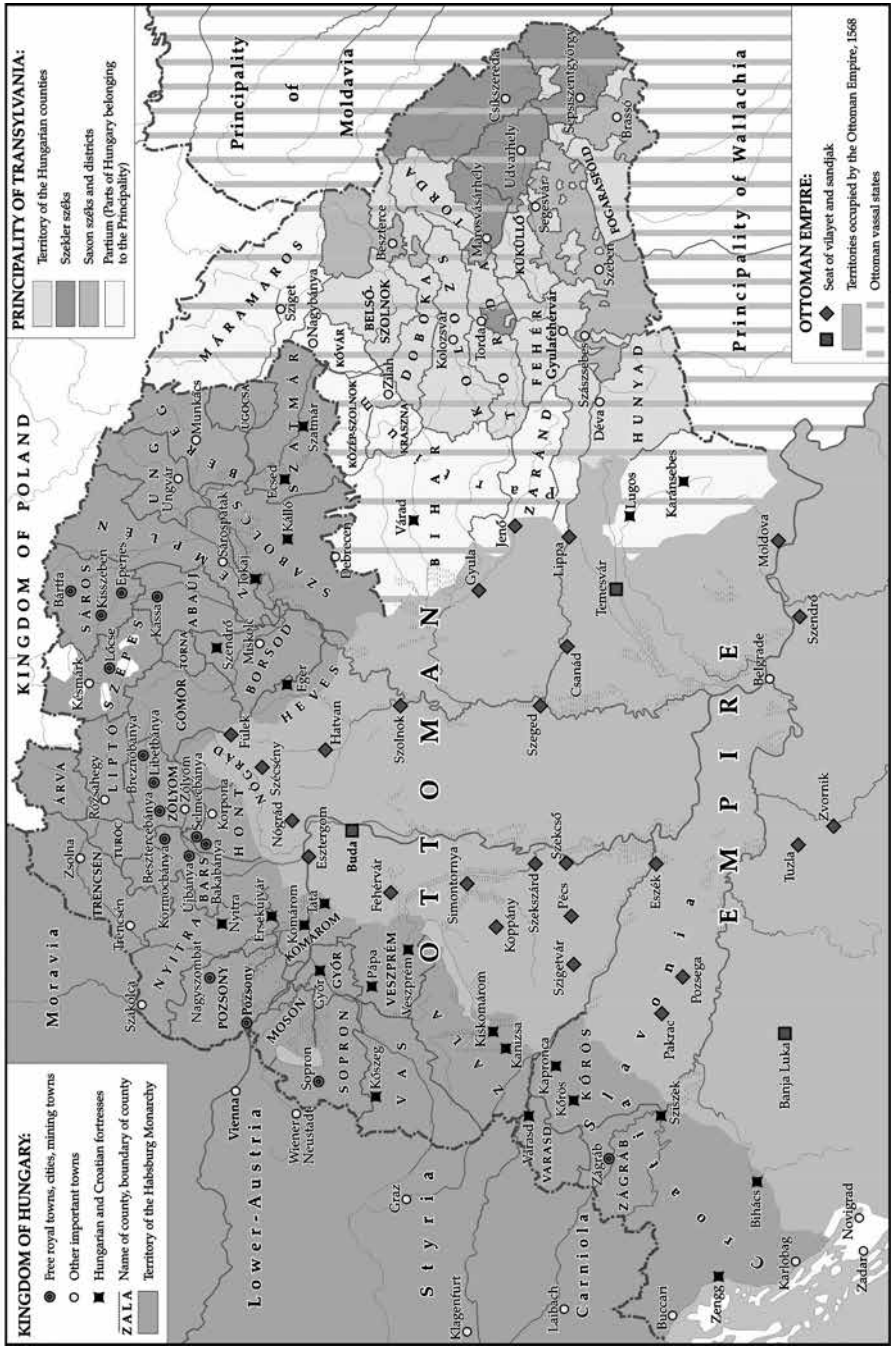 KINGDOM OF HUNGARY:
Free royal towns, cities, mining towns
Other important towns
Hungarian and Croatian fortresses
ZALA Name of county, boundary of county
Territory of the Habsburg Monarchy
PRINCIPALITY OF TRANSYLVANIA:
Territory of the Hungarian counties
Szekler széks
Saxon széks and districts
Partium (Parts of Hungary belonging
to the Principality)
OTTOMAN EMPIRE:
Seat of vilayet and sandjak
Territories occupied by the Ottoman Empire, 1568
Ottoman vassal states
KINGDOM OF POLAND
Moravia
Lower-Austria
Styria
Carniola
Principality
of
Moldavia
Principality of Wallachia
OTTOMAN
EMPIRE
Slavonia
Partium
ÁRVA
TRENCSÉN
TURÓC
LIPTÓ
SZEPES
SÁROS
ZEMPLÉN
UNG
BEREG
UGOCSA
MÁRAMAROS
SZATMÁR
SZABOLCS
ABAÚJ
TORNA
GÖMÖR
BORSOD
HEVES
NÓGRÁD
HONT
ZÓLYOM
BARS
NYITRA
POZSONY
KOMÁROM
GYŐR
MOSON
SOPRON
VAS
VESZPRÉM
ZALA
VARASD
KŐRÖS
ZÁGRÁB
KŐVÁR
KÖZÉP-SZOLNOK
KRASZNA
BELSŐ-
SZOLNOK
DOBOKA
KOLOZS
TORDA
BIHAR
ZARÁND
FEHÉR
KÜKÜLLŐ
HUNYAD
FOGARASFÖLD
Zsolna
Trencsén
Szakolca
Nagyszombat
Pozsony
Nyitra
Érsekújvár
Komárom
Tata
Győr
Pápa
Veszprém
Sopron
Kőszeg
Vienna
Wiener
Neustadt
Graz
Klagenfurt
Laibach
Buccari
Zengg
Karlobag
Zadar
Novigrad
Bihács
Banja Luka
Sziszek
Zágráb
Varasd
Kőrös
Kapronca
Kanizsa
Kiskomárom
Rózsahegy
Breznóbánya
Libetbánya
Besztercebánya
Zólyom
Selmecbánya
Körmöcbánya
Újbánya
Bakabánya
Korpona
Késmárk
Lőcse
Kisszeben
Bártfa
Eperjes
Kassa
Szendrő
Miskolc
Eger
Sárospatak
Tokaj
Ungvár
Munkács
Ecsed
Kálló
Szatmár
Debrecen
Sziget
Nagybánya
Zilah
Beszterce
Kolozsvár
Torda
Marosvásárhely
Udvarhely
Csíkszereda
Sepsiszentgyörgy
Brassó
Segesvár
Szeben
Gyulafehérvár
Szászsebes
Déva
Várad
Jenő
Gyula
Lippa
Lugos
Karánsebes
Temesvár
Csanád
Moldova
Szendrő
Belgrade
Fülek
Szécsény
Nógrád
Hatvan
Esztergom
Buda
Fehérvár
Szolnok
Szeged
Simontornya
Koppány
Szekszárd
Szekcső
Pécs
Szigetvár
Eszék
Pozsega
Pakrac
Tuzla
Zvornik